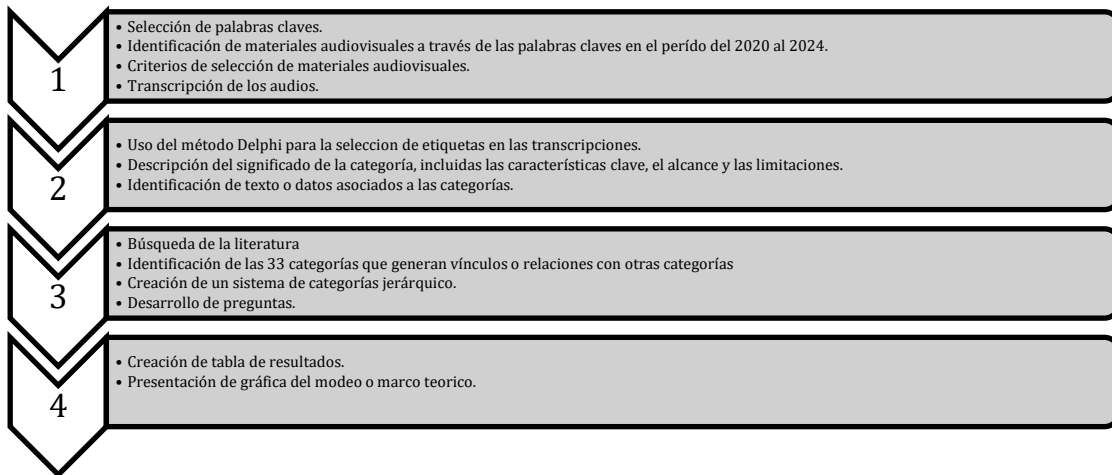 1
• Selección de palabras claves.
• Identificación de materiales audiovisuales a través de las palabras claves en el perído del 2020 al 2024.
• Criterios de selección de materiales audiovisuales.
• Transcripción de los audios.
2
• Uso del método Delphi para la seleccion de etiquetas en las transcripciones.
• Descripción del significado de la categoría, incluidas las características clave, el alcance y las limitaciones.
• Identificación de texto o datos asociados a las categorías.
3
• Búsqueda de la literatura
• Identificación de las 33 categorías que generan vínculos o relaciones con otras categorías
• Creación de un sistema de categorías jerárquico.
• Desarrollo de preguntas.
4
• Creación de tabla de resultados.
• Presentación de gráfica del modeo o marco teorico.